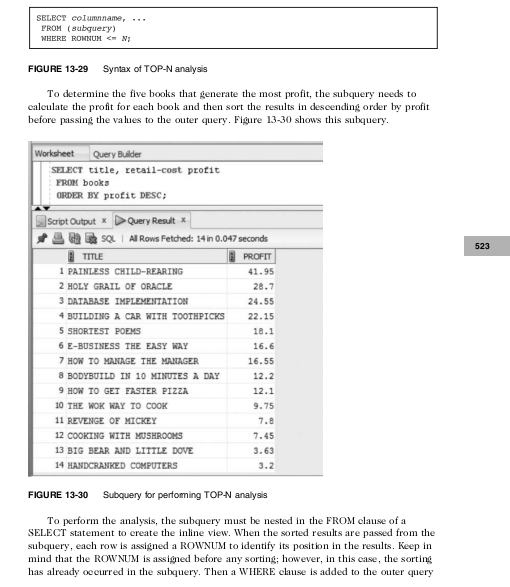 SELECT columnname, ...
FROM (subquery)
WHERE ROWNUM <= N;
FIGURE 13-29 Syntax of TOP-N analysis
To determine the five books that generate the most profit, the subquery needs to
calculate the profit for each book and then sort the results in descending order by profit
before passing the values to the outer query. Figure 13-30 shows this subquery.
Worksheet Query Builder
SELECT title, retail-cost profit
FROM books
ORDER BY profit DESC;
Script Output × Query Result ×
SQL | All Rows Fetched: 14 in 0.047 seconds
523
TITLE PROFIT
1 PAINLESS CHILD-REARING 41.95
2 HOLY GRAIL OF ORACLE 28.7
3 DATABASE IMPLEMENTATION 24.55
4 BUILDING A CAR WITH TOOTHPICKS 22.15
5 SHORTEST POEMS 18.1
6 E-BUSINESS THE EASY WAY 16.6
7 HOW TO MANAGE THE MANAGER 16.55
8 BODYBUILD IN 10 MINUTES A DAY 12.2
9 HOW TO GET FASTER PIZZA 12.1
10 THE WOK WAY TO COOK 9.75
11 REVENGE OF MICKEY 7.8
12 COOKING WITH MUSHROOMS 7.45
13 BIG BEAR AND LITTLE DOVE 3.63
14 HANDCRANKED COMPUTERS 3.2
FIGURE 13-30 Subquery for performing TOP-N analysis
To perform the analysis, the subquery must be nested in the FROM clause of a
SELECT statement to create the inline view. When the sorted results are passed from the
subquery, each row is assigned a ROWNUM to identify its position in the results. Keep in
mind that the ROWNUM is assigned before any sorting; however, in this case, the sorting
has already occurred in the subquery. Then a WHERE clause is added to the outer query